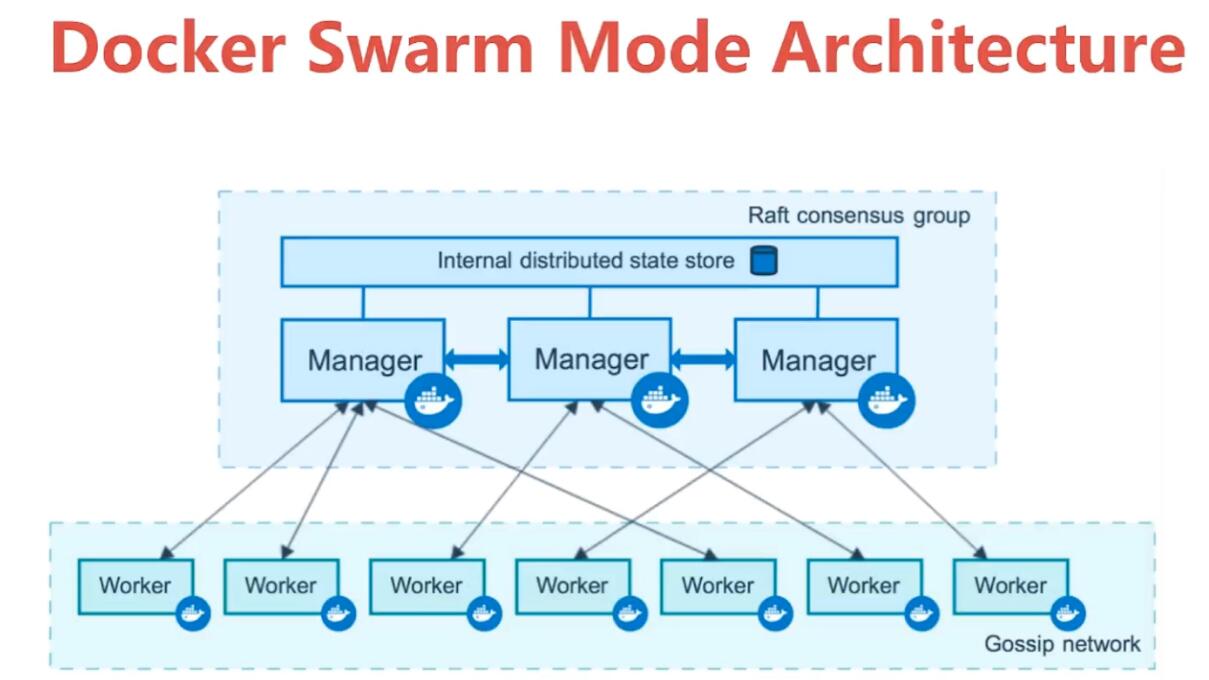 Docker Swarm Mode Architecture
Raft consensus group
Internal distributed state store
Manager
Manager
Manager
Worker
Worker
Worker
Worker
Worker
Worker
Worker
Gossip network